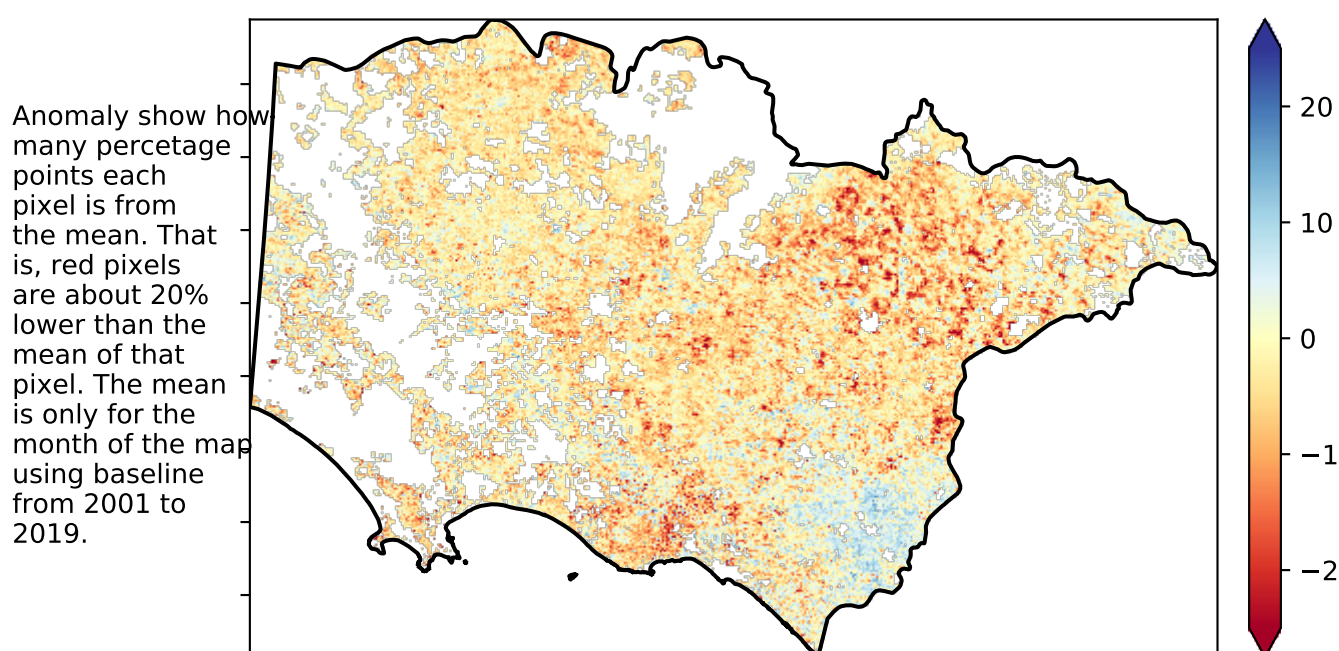 Anomaly show how
many percetage
points each
pixel is from
the mean. That
is, red pixels
are about 20%
lower than the
mean of that
pixel. The mean
is only for the
month of the map
using baseline
from 2001 to
2019.
20
10
0
−1
−2